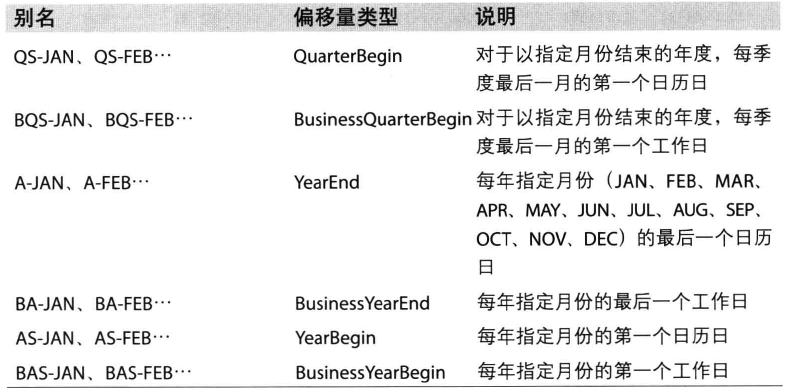 别名 偏移量类型 说明
QS-JAN、QS-FEB… QuarterBegin 对于以指定月份结束的年度，每季
度最后一月的第一个日历日
BQS-JAN、BQS-FEB… BusinessQuarterBegin 对于以指定月份结束的年度，每季
度最后一月的第一个工作日
A-JAN、A-FEB… YearEnd 每年指定月份（JAN、FEB、MAR、
APR、MAY、JUN、JUL、AUG、SEP、
OCT、NOV、DEC）的最后一个日历
日
BA-JAN、BA-FEB… BusinessYearEnd 每年指定月份的最后一个工作日
AS-JAN、AS-FEB… YearBegin 每年指定月份的第一个日历日
BAS-JAN、BAS-FEB… BusinessYearBegin 每年指定月份的第一个工作日